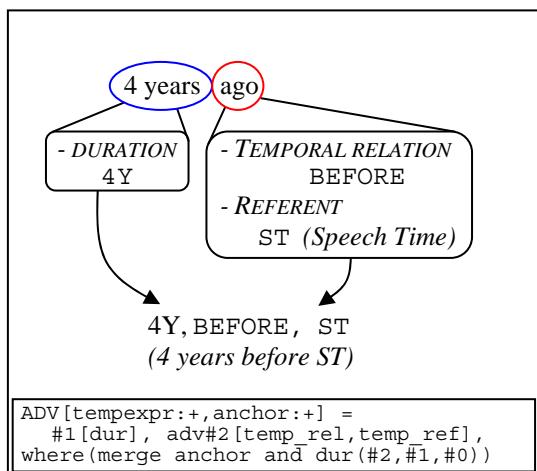 4 years ago
- DURATION
4Y
- TEMPORAL RELATION
BEFORE
- REFERENT
ST (Speech Time)
4Y, BEFORE, ST
(4 years before ST)
ADV[tempexpr:+,anchor:+] =
#1[dur], adv#2[temp_rel,temp_ref],
where(merge anchor and dur(#2,#1,#0))